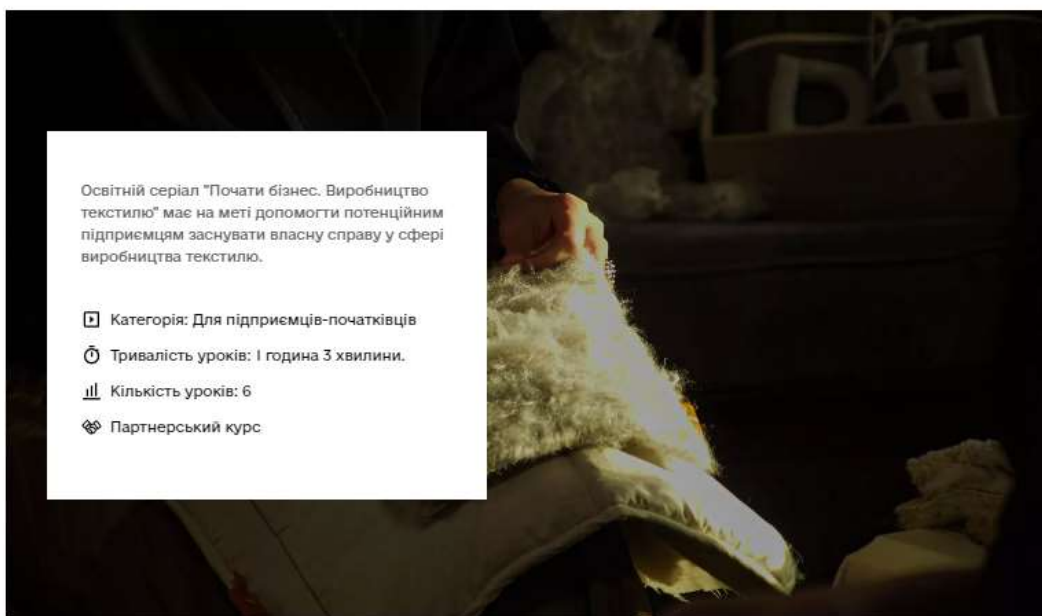 Освітній серіал "Почати бізнес. Виробництво
текстилю" має на меті допомогти потенційним
підприємцям заснувати власну справу у сфері
виробництва текстилю.
Категорія: Для підприємців-початківців
Тривалість уроків: 1 година 3 хвилини.
Кількість уроків: 6
Партнерський курс